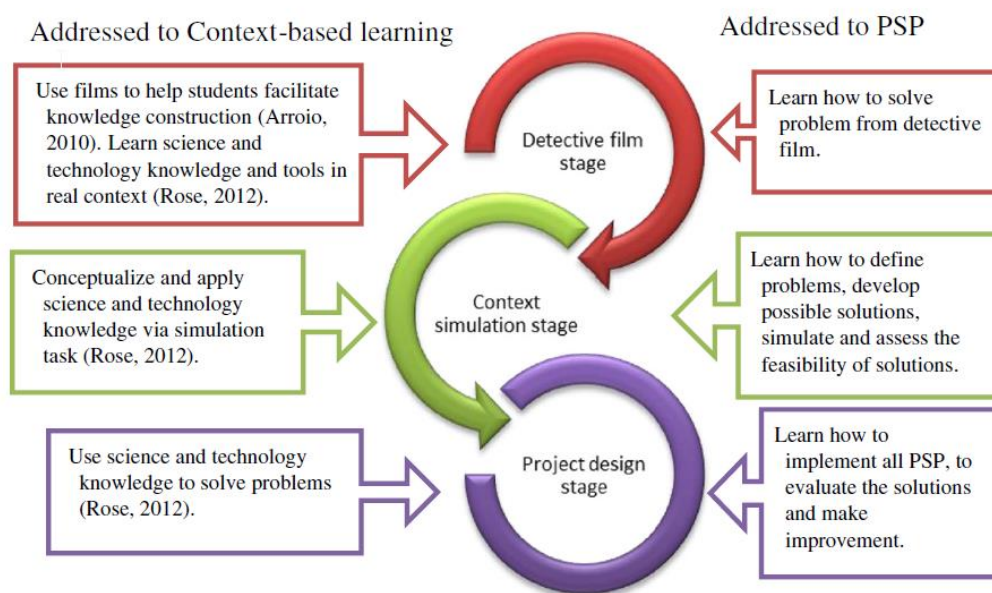 Addressed to Context-based learning
Addressed to PSP
Use films to help students facilitate
knowledge construction (Arroio,
2010). Learn science and
technology knowledge and tools in
real context (Rose, 2012).
Detective film
stage
Learn how to solve
problem from detective
film.
Conceptualize and apply
science and technology
knowledge via simulation
task (Rose, 2012).
Context
simulation stage
Learn how to define
problems, develop
possible solutions,
simulate and assess the
feasibility of solutions.
Use science and technology
knowledge to solve problems
(Rose, 2012).
Project design
stage
Learn how to
implement all PSP, to
evaluate the solutions
and make
improvement.